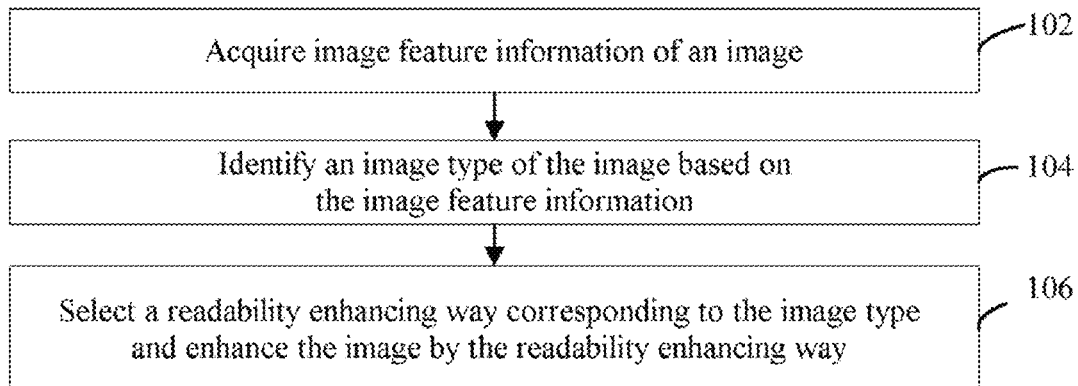 102
Acquire image feature information of an image
Identify an image type of the image based on
the image feature information
104
Select a readability enhancing way corresponding to the image type
and enhance the image by the readability enhancing way
106